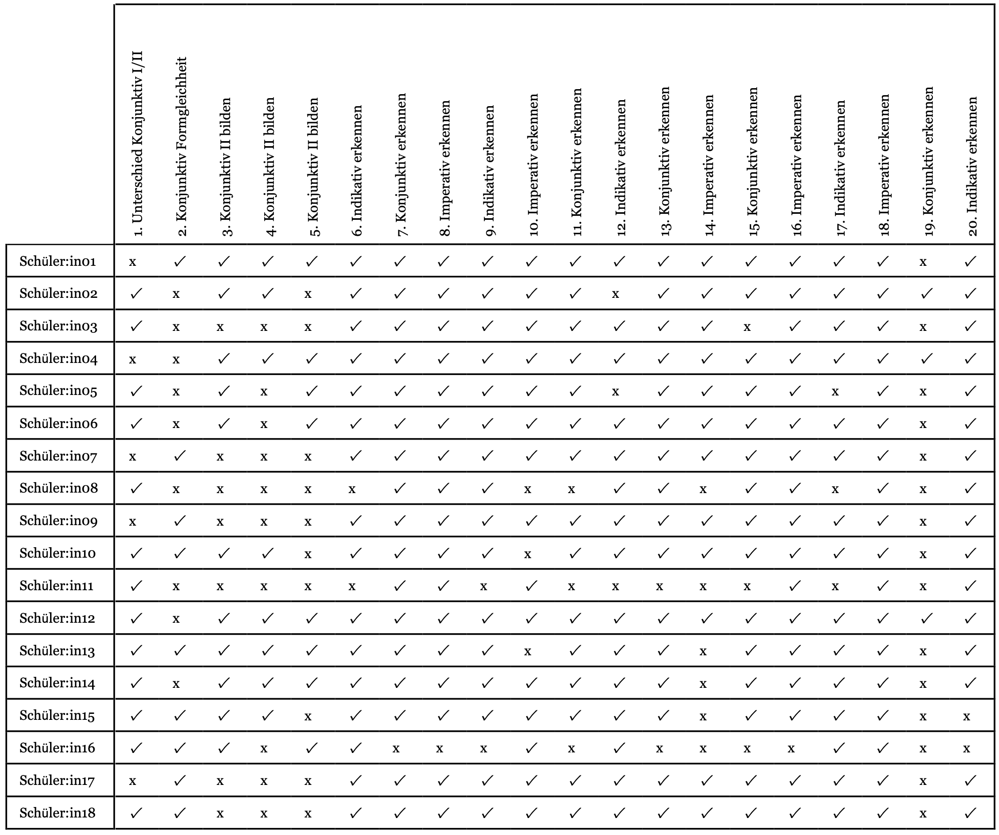 1. Unterschied Konjunktiv I/II
2. Konjunktiv Formgleichheit
3. Konjunktiv II bilden
4. Konjunktiv II bilden
5. Konjunktiv II bilden
6. Indikativ erkennen
7. Konjunktiv erkennen
8. Imperativ erkennen
9. Indikativ erkennen
10. Imperativ erkennen
11. Konjunktiv erkennen
12. Indikativ erkennen
13. Konjunktiv erkennen
14. Imperativ erkennen
15. Konjunktiv erkennen
16. Imperativ erkennen
17. Indikativ erkennen
18. Imperativ erkennen
19. Konjunktiv erkennen
20. Indikativ erkennen
Schüler:in01 x ✓ ✓ ✓ ✓ ✓ ✓ ✓ ✓ ✓ ✓ ✓ ✓ ✓ ✓ ✓ ✓ ✓ x ✓
Schüler:in02 ✓ x ✓ ✓ x ✓ ✓ ✓ ✓ ✓ ✓ x ✓ ✓ ✓ ✓ ✓ ✓ ✓ ✓
Schüler:in03 ✓ x x x x ✓ ✓ ✓ ✓ ✓ ✓ ✓ ✓ ✓ x ✓ ✓ ✓ x ✓
Schüler:in04 x x ✓ ✓ ✓ ✓ ✓ ✓ ✓ ✓ ✓ ✓ ✓ ✓ ✓ ✓ ✓ ✓ ✓ ✓
Schüler:in05 ✓ x ✓ x ✓ ✓ ✓ ✓ ✓ ✓ ✓ x ✓ ✓ ✓ ✓ x ✓ x ✓
Schüler:in06 ✓ x ✓ x ✓ ✓ ✓ ✓ ✓ ✓ ✓ ✓ ✓ ✓ ✓ ✓ ✓ ✓ x ✓
Schüler:in07 x ✓ x x x ✓ ✓ ✓ ✓ ✓ ✓ ✓ ✓ ✓ ✓ ✓ ✓ ✓ x ✓
Schüler:in08 ✓ x x x x x ✓ ✓ ✓ x x ✓ ✓ x ✓ ✓ x ✓ x ✓
Schüler:in09 x ✓ x x x ✓ ✓ ✓ ✓ ✓ ✓ ✓ ✓ ✓ ✓ ✓ ✓ ✓ x ✓
Schüler:in10 ✓ ✓ ✓ ✓ x ✓ ✓ ✓ ✓ x ✓ ✓ ✓ ✓ ✓ ✓ ✓ ✓ x ✓
Schüler:in11 ✓ x x x x x ✓ ✓ x ✓ x x x x x ✓ x ✓ x ✓
Schüler:in12 ✓ x ✓ ✓ ✓ ✓ ✓ ✓ ✓ ✓ ✓ ✓ ✓ ✓ ✓ ✓ ✓ ✓ ✓ ✓
Schüler:in13 ✓ ✓ ✓ ✓ ✓ ✓ ✓ ✓ ✓ x ✓ ✓ ✓ x ✓ ✓ ✓ ✓ x ✓
Schüler:in14 ✓ x ✓ ✓ ✓ ✓ ✓ ✓ ✓ ✓ ✓ ✓ ✓ x ✓ ✓ ✓ ✓ x ✓
Schüler:in15 ✓ ✓ ✓ ✓ x ✓ ✓ ✓ ✓ ✓ ✓ ✓ ✓ x ✓ ✓ ✓ ✓ x x
Schüler:in16 ✓ ✓ ✓ x ✓ ✓ x x x ✓ x ✓ x x x x ✓ ✓ x x
Schüler:in17 x ✓ x x x ✓ ✓ ✓ ✓ ✓ ✓ ✓ ✓ ✓ ✓ ✓ ✓ ✓ x ✓
Schüler:in18 ✓ ✓ x x x ✓ ✓ ✓ ✓ ✓ ✓ ✓ ✓ ✓ ✓ ✓ ✓ ✓ x ✓